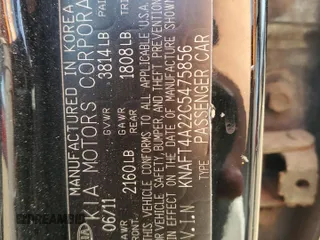 MANUFACTURED IN KOREA
KIA MOTORS CORPORA
06/11 GVWR 3814LB
2160LB GAWR REAR 1808LB
THIS VEHICLE CONFORMS TO ALL APPLICABLE U.S.A.
VEHICLE SAFETY, BUMPER, AND THEFT PREVENTION
IN EFFECT ON THE DATE OF MANUFACTURE SHOWN
V.I.N KNAFT4A22C5475856
TYPE PASSENGER CAR